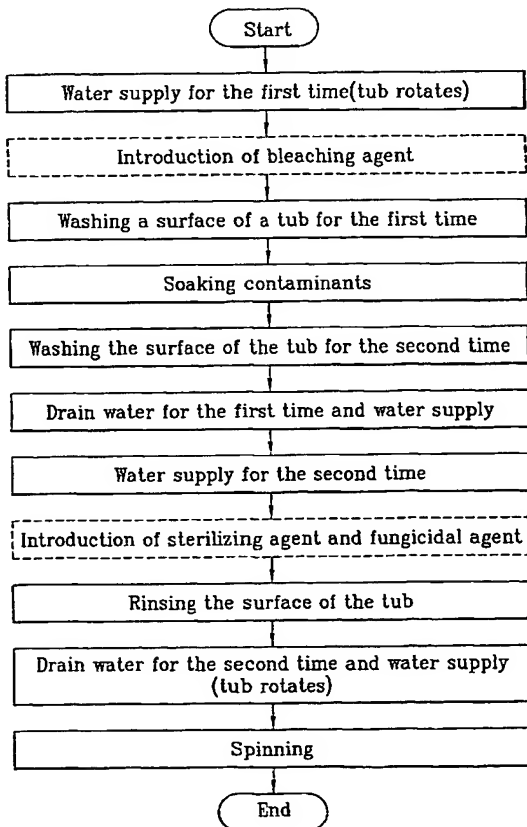 Start
Water supply for the first time(tub rotates)
Introduction of bleaching agent
Washing a surface of a tub for the first time
Soaking contaminants
Washing the surface of the tub for the second time
Drain water for the first time and water supply
Water supply for the second time
Introduction of sterilizing agent and fungicidal agent
Rinsing the surface of the tub
Drain water for the second time and water supply
(tub rotates)
Spinning
End